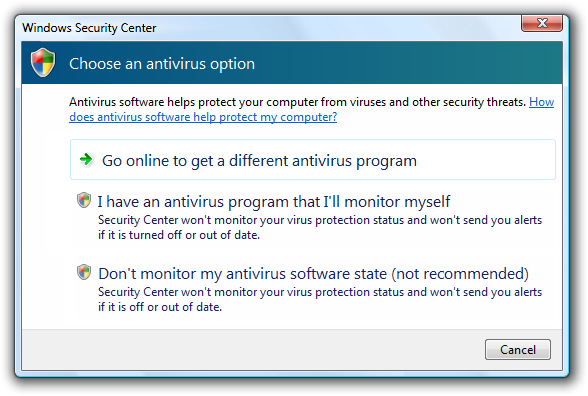 Windows Security Center
Choose an antivirus option
Antivirus software helps protect your computer from viruses and other security threats. How
does antivirus software help protect my computer?
Go online to get a different antivirus program
I have an antivirus program that I'll monitor myself
Security Center won't monitor your virus protection status and won't send you alerts
if it is turned off or out of date.
Don't monitor my antivirus software state (not recommended)
Security Center won't monitor your virus protection status and won't send you alerts
if it is off or out of date.
Cancel